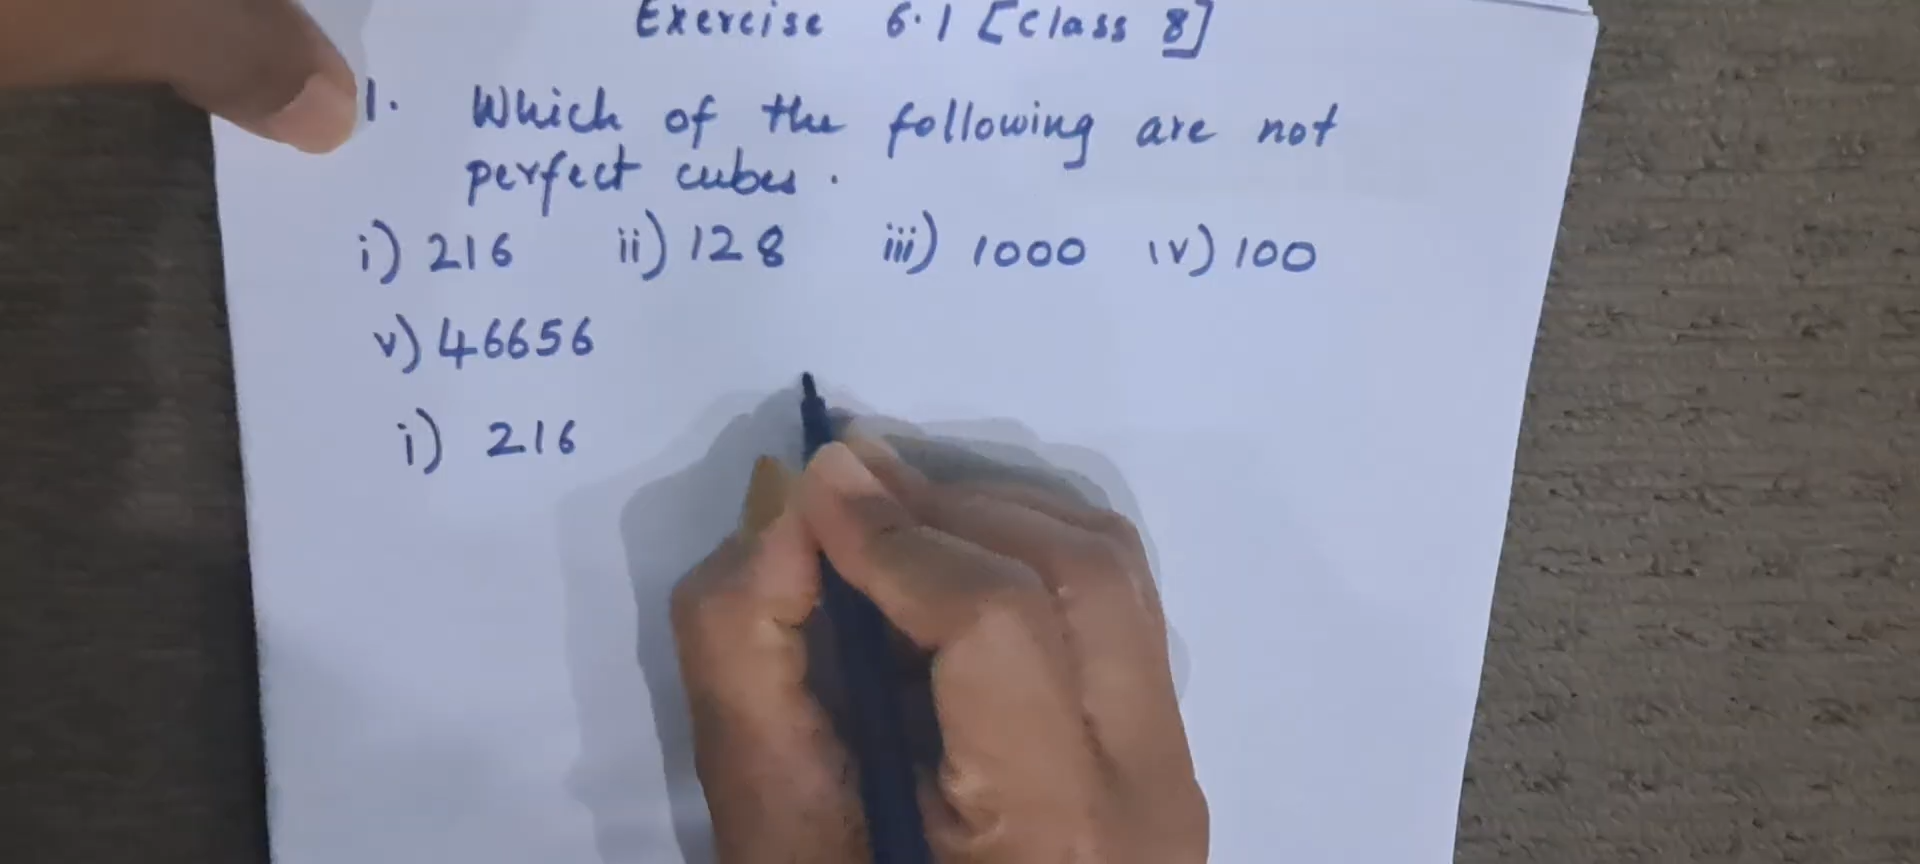 Exercise 6.1 [Class 8]
1. Which of the following are not
perfect cubes.
i) 216 ii) 128 iii) 1000 iv) 100
v) 46656
i) 216